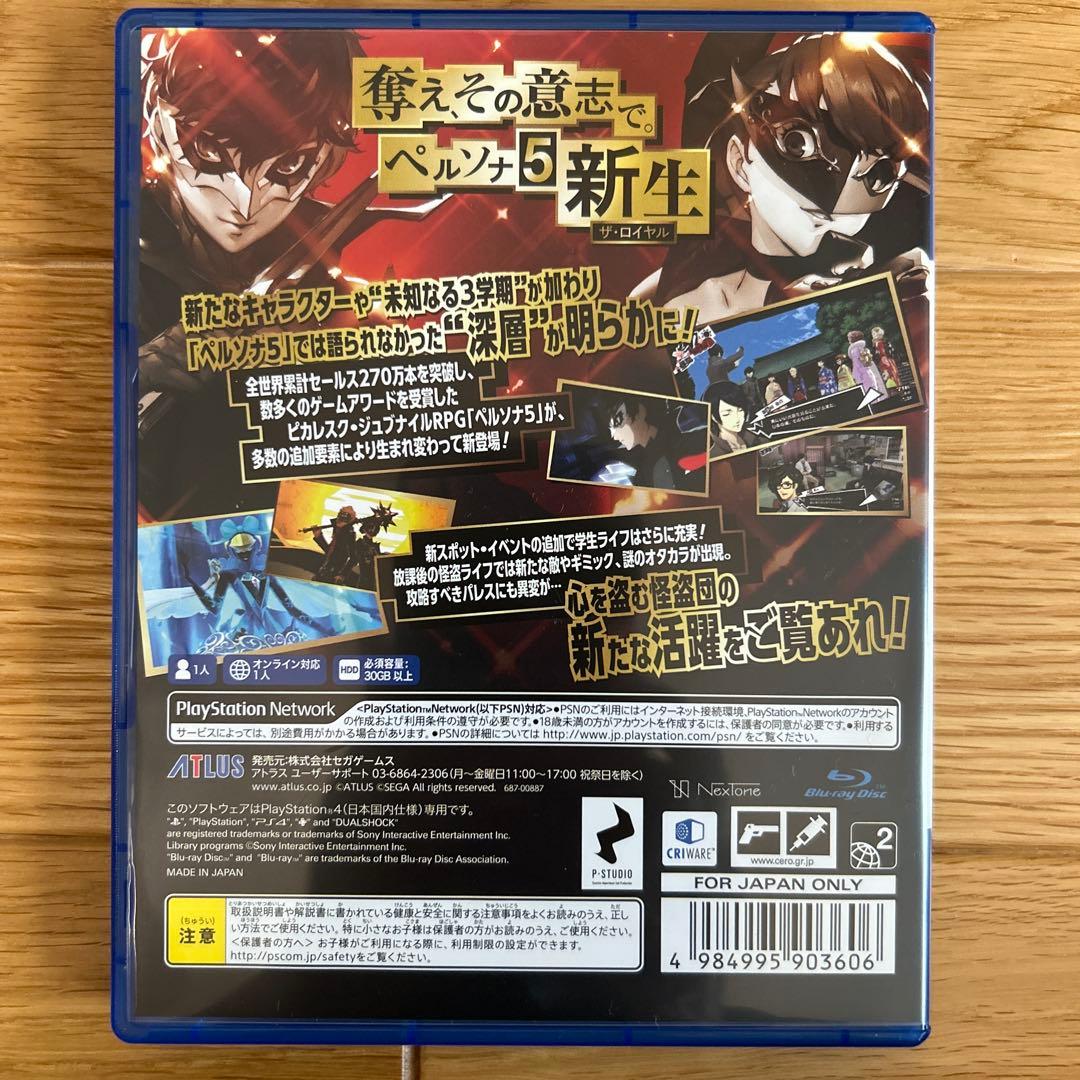 奪え、その意志で。
ペルソナ5 新生
ザ・ロイヤル
新たなキャラクターや“未知なる3学期”が加わり
「ペルソナ5」では語られなかった“深層”が明らかに!
全世界累計セールス270万本を突破し、
数多くのゲームアワードを受賞した
ピカレスク・ジュブナイルRPG「ペルソナ5」が、
多数の追加要素により生まれ変わって新登場!
新スポット・イベントの追加で学生ライフはさらに充実!
放課後の怪盗ライフでは新たな敵やギミック、謎のオタカラが出現。
攻略すべきパレスにも異変が…
心を盗む怪盗団の
新たな活躍をご覧あれ!
1人
オンライン対応
1人
HDD 必須容量:
30GB 以上
PlayStation Network
<PlayStation™Network(以下PSN)対応>●PSNのご利用にはインターネット接続環境、PlayStation™Networkのアカウント
の作成および利用条件の遵守が必要です。●18歳未満の方がアカウントを作成するには、保護者の同意が必要です。●利用する
サービスによっては、別途費用がかかる場合があります。●PSNの詳細については http://www.jp.playstation.com/psn/ をご覧ください。
ATLUS
発売元:株式会社セガゲームス
アトラス ユーザーサポート 03-6864-2306(月~金曜日11:00~17:00 祝祭日を除く)
www.atlus.co.jp ©ATLUS ©SEGA All rights reserved. 687-00887
NexTone
Blu-ray Disc™
このソフトウェアはPlayStation®4(日本国内仕様)専用です。
"PlayStation", "PS4", and "DUALSHOCK"
are registered trademarks or trademarks of Sony Interactive Entertainment Inc.
Library programs ©Sony Interactive Entertainment Inc.
"Blu-ray Disc™" and "Blu-ray™" are trademarks of the Blu-ray Disc Association.
MADE IN JAPAN
P-STUDIO
CRIWARE™
www.cero.gr.jp
2
FOR JAPAN ONLY
(ちゅうい)
注意
取扱説明書や解説書に書かれている健康と安全に関する注意事項をよくお読みのうえ、正し
い方法でご使用ください。特に小さなお子様は保護者の方がお読みのうえ、ご使用ください。
<保護者の方へ> お子様がご利用になる際に、利用制限の設定ができます。
http://pscom.jp/safetyをご覧ください。
4 984995 903606